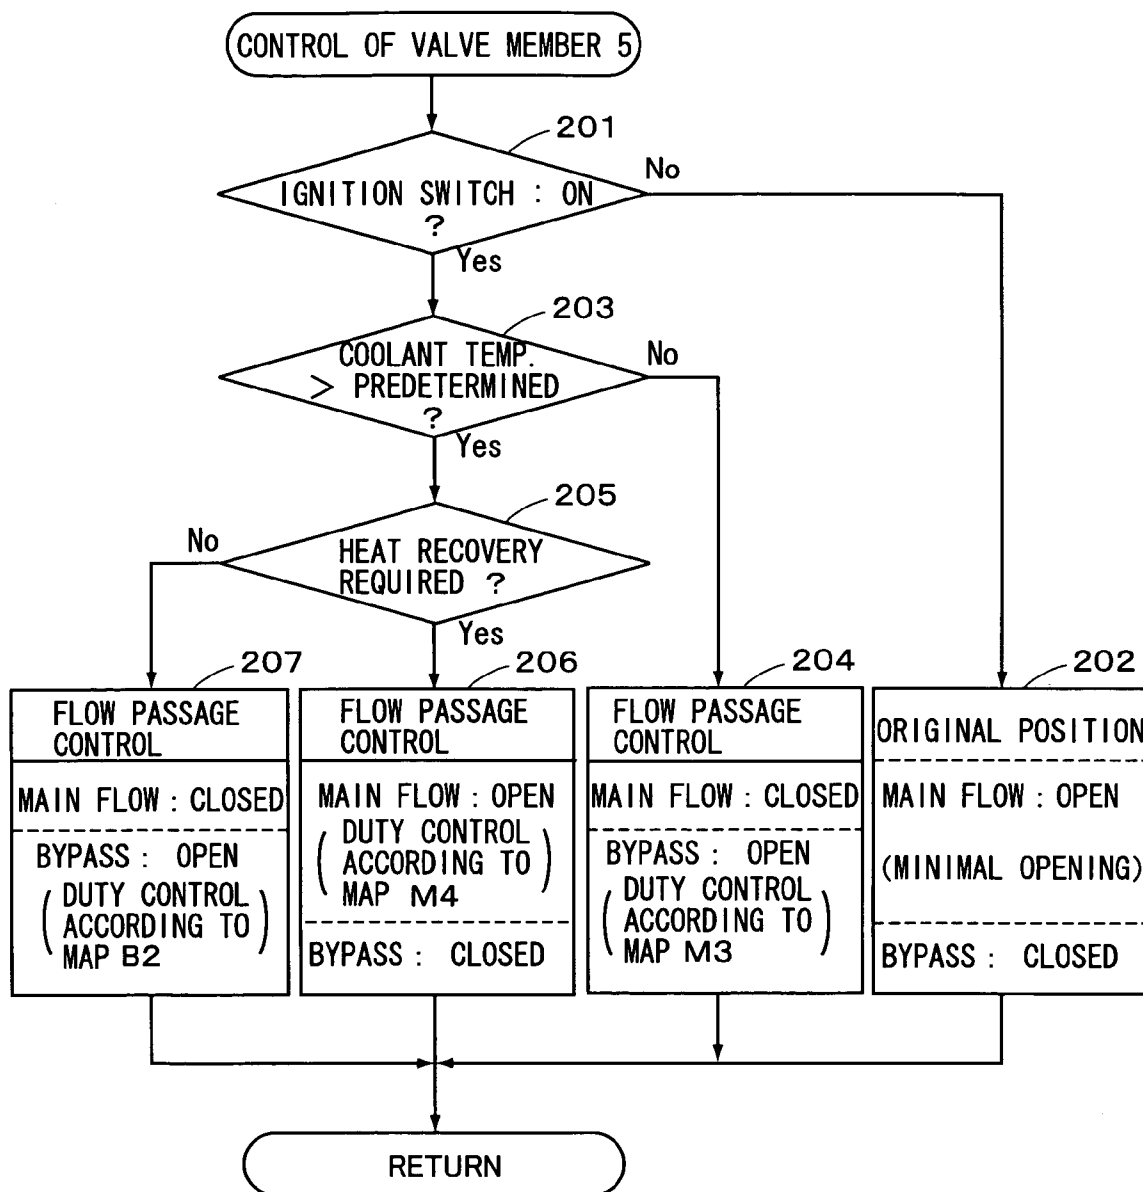 CONTROL OF VALVE MEMBER 5
201
IGNITION SWITCH : ON
?
No
Yes
203
COOLANT TEMP.
> PREDETERMINED
?
No
Yes
205
HEAT RECOVERY
REQUIRED ?
No
Yes
207
FLOW PASSAGE
CONTROL
MAIN FLOW : CLOSED
BYPASS : OPEN
(DUTY CONTROL
ACCORDING TO
MAP B2)
206
FLOW PASSAGE
CONTROL
MAIN FLOW : OPEN
(DUTY CONTROL
ACCORDING TO
MAP M4)
BYPASS : CLOSED
204
FLOW PASSAGE
CONTROL
MAIN FLOW : CLOSED
BYPASS : OPEN
(DUTY CONTROL
ACCORDING TO
MAP M3)
202
ORIGINAL POSITION
MAIN FLOW : OPEN
(MINIMAL OPENING)
BYPASS : CLOSED
RETURN